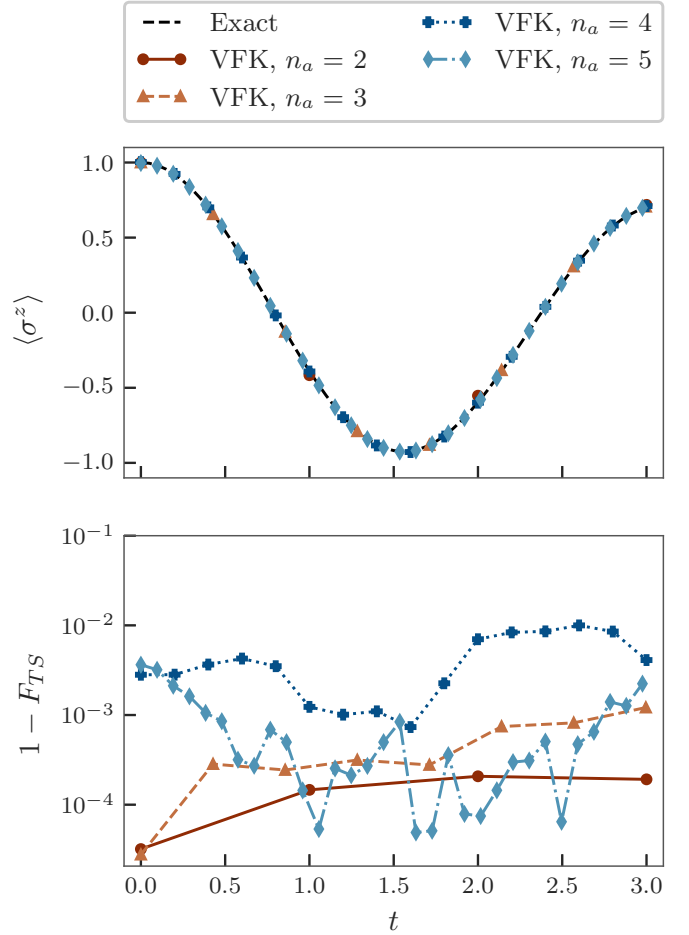 Exact
VFK, $n_a = 2$
VFK, $n_a = 3$
VFK, $n_a = 4$
VFK, $n_a = 5$
1.0
0.5
0.0
−0.5
−1.0
⟨σ^z⟩
10^{−1}
10^{−2}
10^{−3}
10^{−4}
1 − F_{TS}
0.0 0.5 1.0 1.5 2.0 2.5 3.0
t